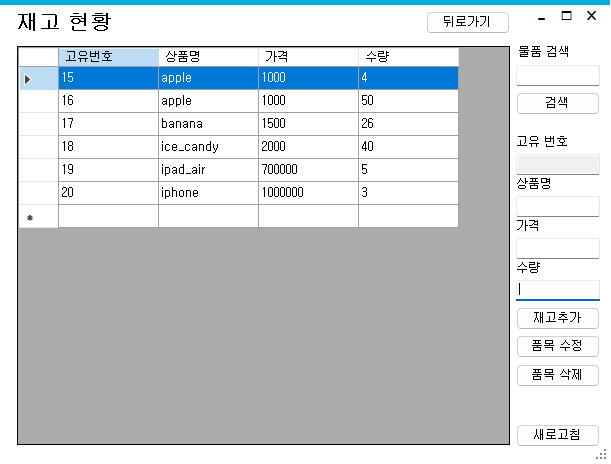 재고 현황
뒤로가기
고유번호 상품명 가격 수량
15 apple 1000 4
16 apple 1000 50
17 banana 1500 26
18 ice_candy 2000 40
19 ipad_air 700000 5
20 iphone 1000000 3
물품 검색
검색
고유 번호
상품명
가격
수량
재고추가
품목 수정
품목 삭제
새로고침